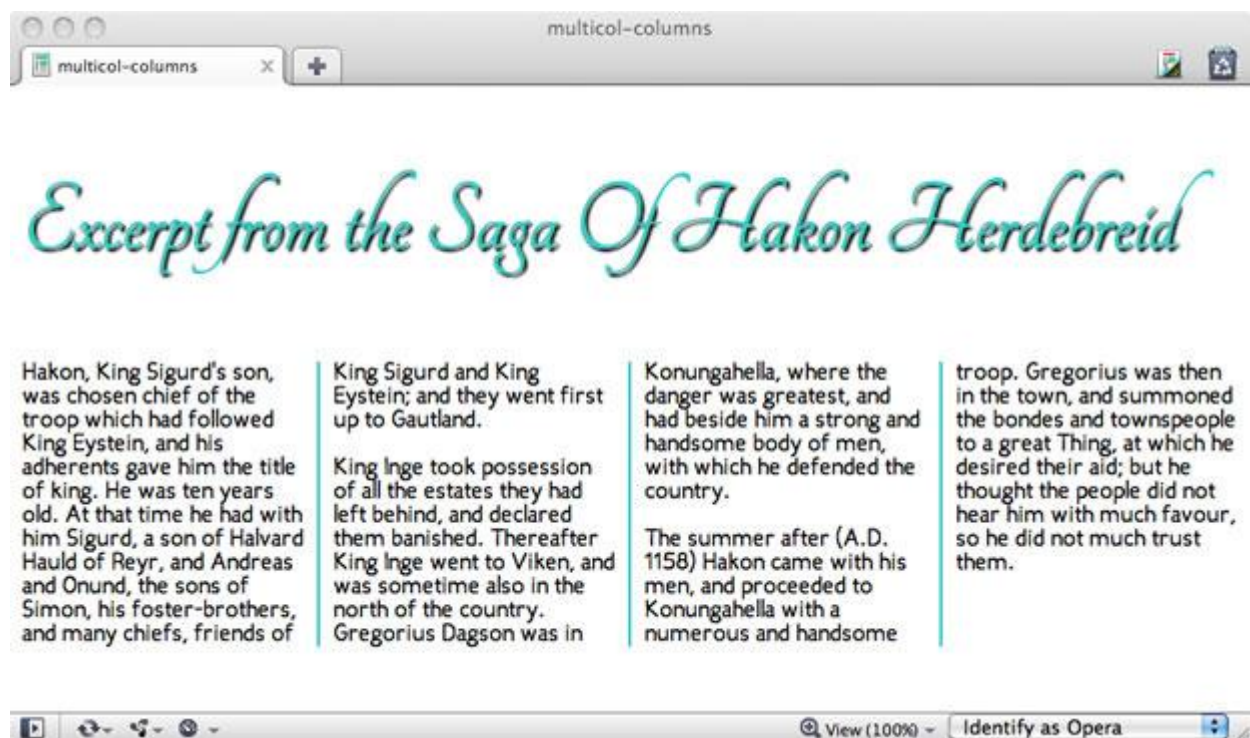 multicol-columns
multicol-columns
Excerpt from the Saga Of Hakon Herdebreid
Hakon, King Sigurd's son,
was chosen chief of the
troop which had followed
King Eystein, and his
adherents gave him the title
of king. He was ten years
old. At that time he had with
him Sigurd, a son of Halvard
Hauld of Reyr, and Andreas
and Onund, the sons of
Simon, his foster-brothers,
and many chiefs, friends of
King Sigurd and King
Eystein; and they went first
up to Gautland.
King Inge took possession
of all the estates they had
left behind, and declared
them banished. Thereafter
King Inge went to Viken, and
was sometime also in the
north of the country.
Gregorius Dagson was in
Konungahella, where the
danger was greatest, and
had beside him a strong and
handsome body of men,
with which he defended the
country.
The summer after (A.D.
1158) Hakon came with his
men, and proceeded to
Konungahella with a
numerous and handsome
troop. Gregorius was then
in the town, and summoned
the bondes and townspeople
to a great Thing, at which he
desired their aid; but he
thought the people did not
hear him with much favour,
so he did not much trust
them.
View (100%)
Identify as Opera